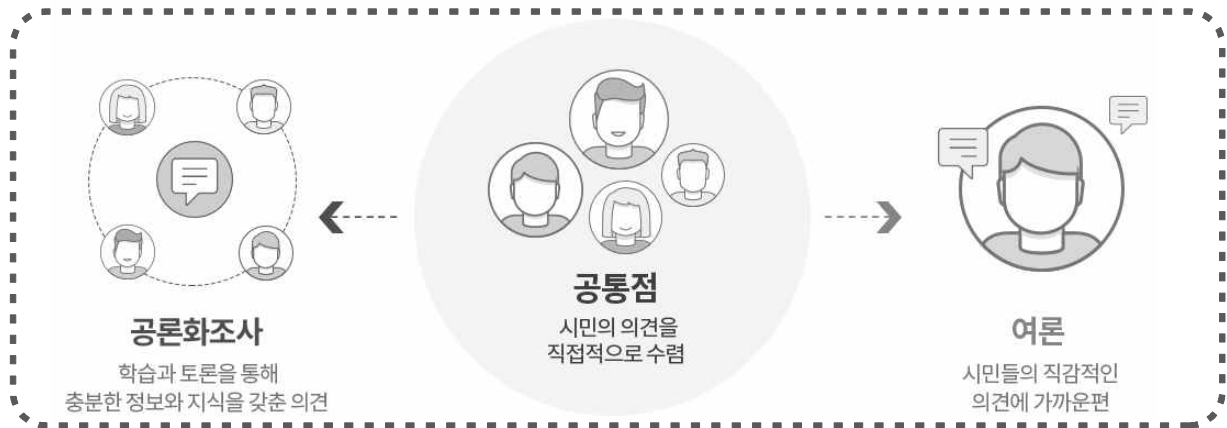 공론화조사
학습과 토론을 통해
충분한 정보와 지식을 갖춘 의견
공통점
시민의 의견을
직접적으로 수렴
여론
시민들의 직감적인
의견에 가까운편